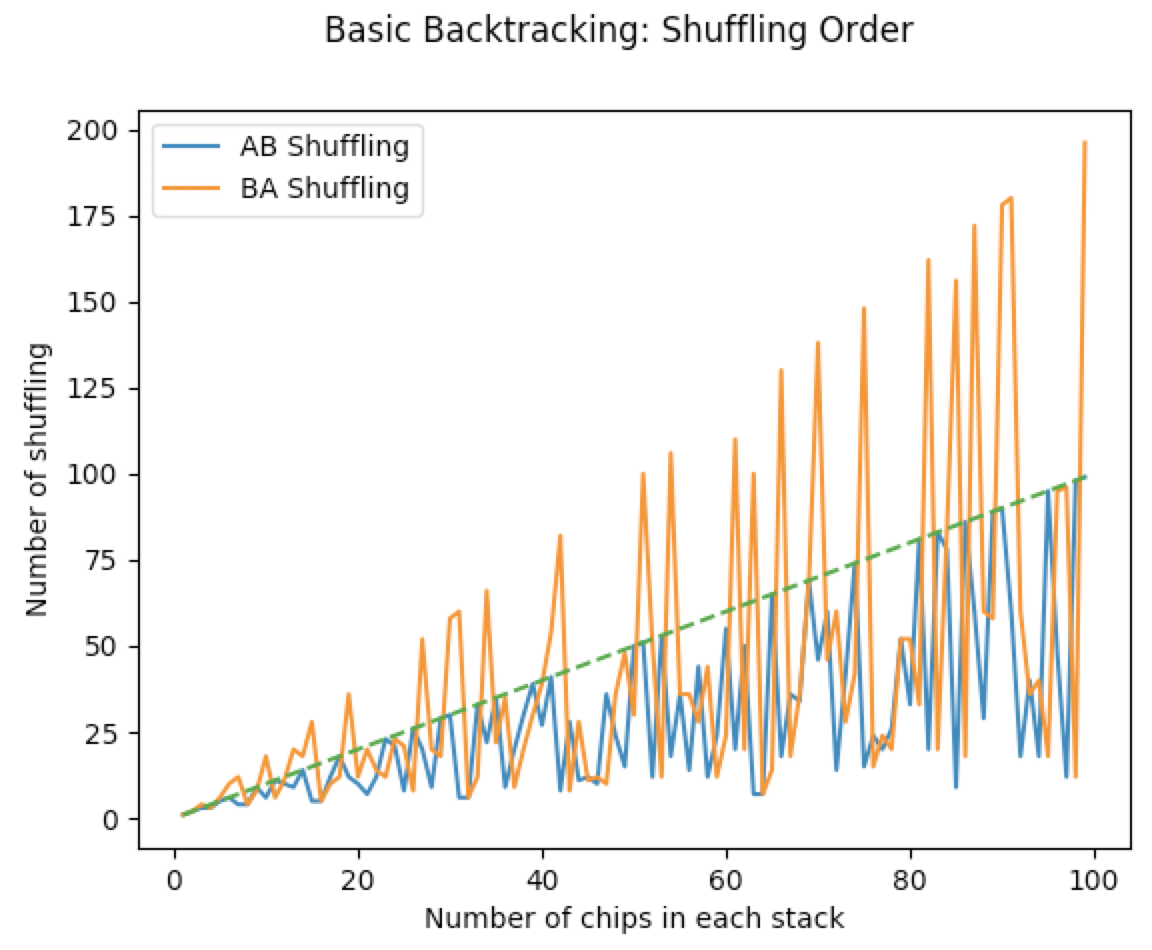 Basic Backtracking: Shuffling Order
AB Shuffling
BA Shuffling
200
175
150
125
100
75
50
25
0
Number of shuffling
0 20 40 60 80 100
Number of chips in each stack